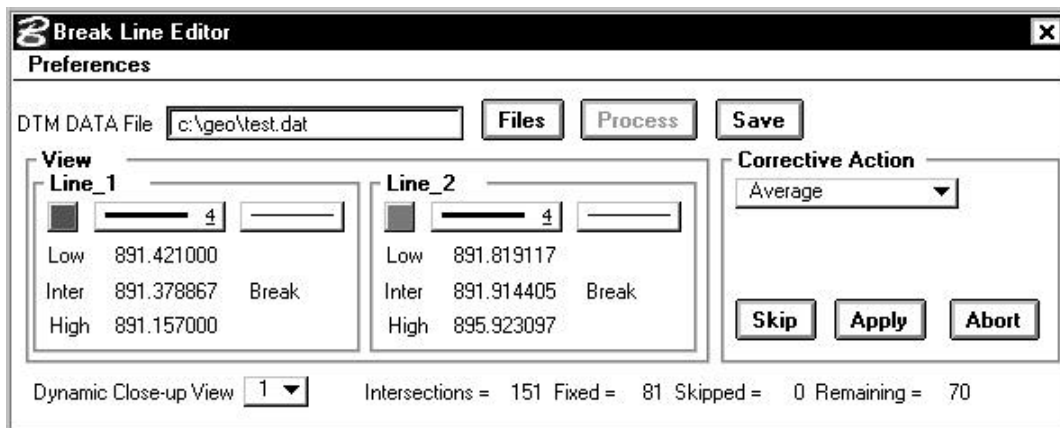 Break Line Editor
Preferences
DTM DATA File c:\geo\test.dat Files Process Save
View
Line_1
4
Low 891.421000
Inter 891.378867 Break
High 891.157000
Line_2
4
Low 891.819117
Inter 891.914405 Break
High 895.923097
Corrective Action
Average
Skip Apply Abort
Dynamic Close-up View 1 Intersections = 151 Fixed = 81 Skipped = 0 Remaining = 70